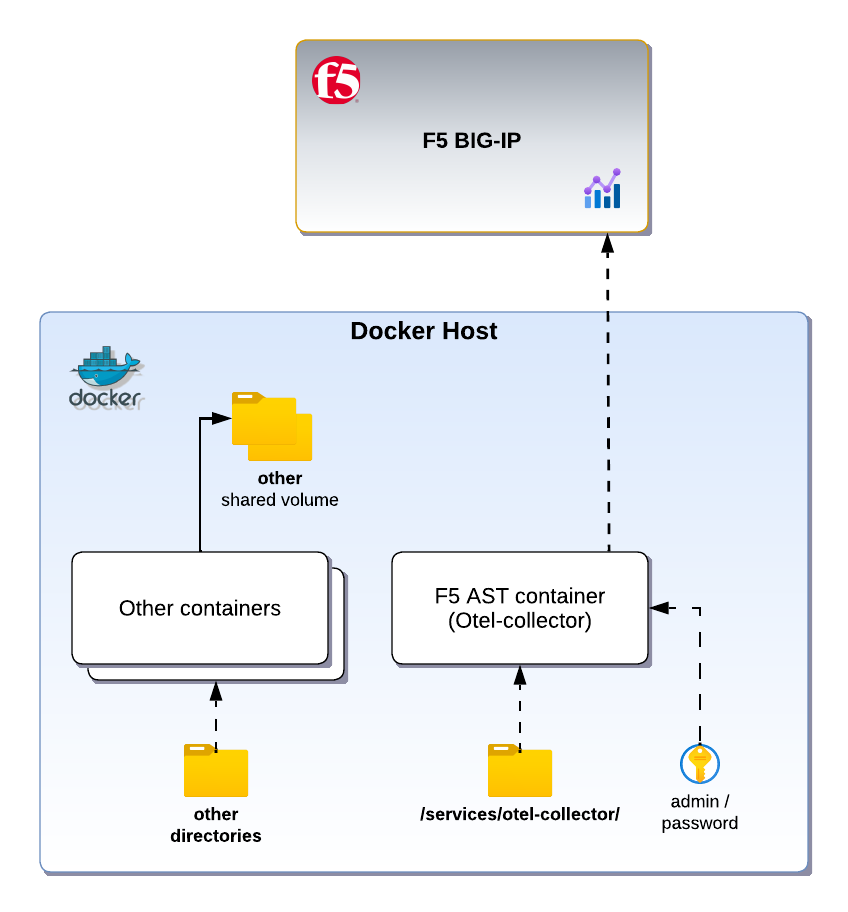 f5
F5 BIG-IP
Docker Host
docker
other
shared volume
Other containers
F5 AST container
(Otel-collector)
other
directories
/services/otel-collector/
admin /
password